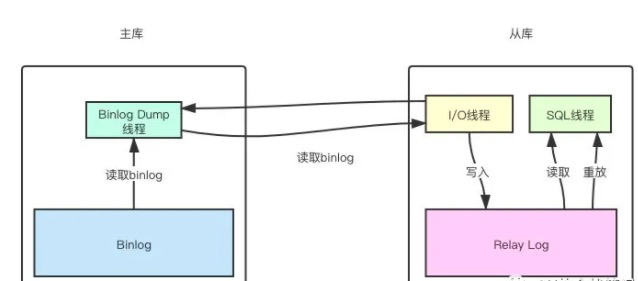 主库
从库
Binlog Dump
线程
I/O线程
SQL线程
读取binlog
读取binlog
写入
读取
重放
Binlog
Relay Log